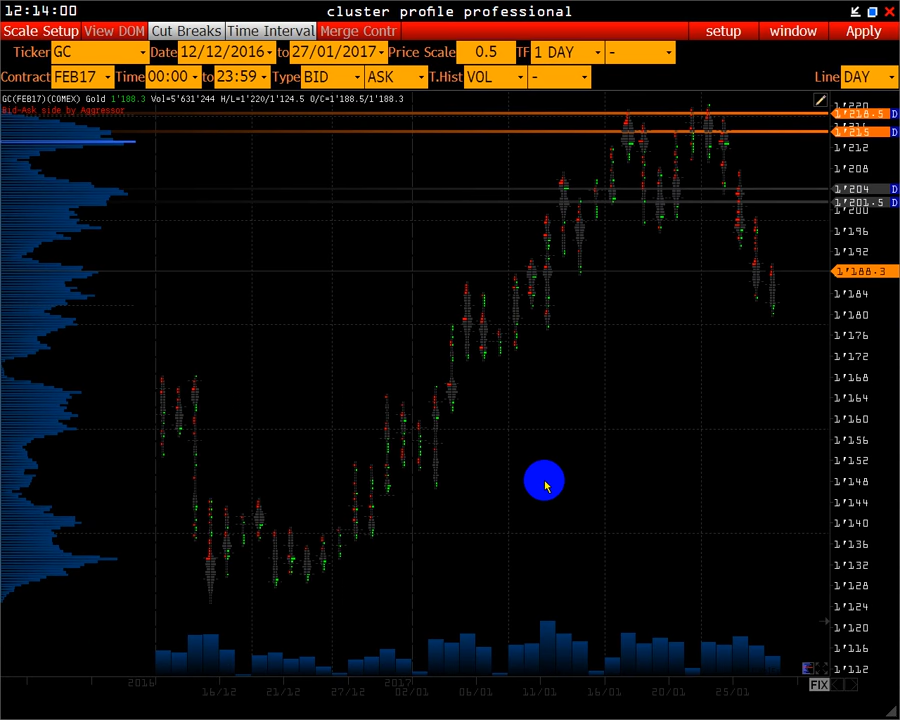 12:14:00 cluster profile professional
Scale Setup View DOM Cut Breaks Time Interval Merge Contr setup window Apply
Ticker GC Date 12/12/2016 to 27/01/2017 Price Scale 0.5 TF 1 DAY -
Contract FEB17 Time 00:00 to 23:59 Type BID ASK T.Hist VOL - Line DAY
GC(FEB17)(COMEX) Gold 1'188.3 Vol=5'631'244 H/L=1'220/1'124.5 O/C=1'188.5/1'188.3
Bid-Ask side by Aggressor
1'220
1'218.5 D
1'215 D
1'212
1'208
1'204 D
1'201.5 D
1'200
1'196
1'192
1'188.3
1'184
1'180
1'176
1'172
1'168
1'164
1'160
1'156
1'152
1'148
1'144
1'140
1'136
1'132
1'128
1'124
1'120
1'116
1'112
2016 16/12 21/12 27/12 2017 02/01 06/01 11/01 16/01 20/01 25/01 FIX